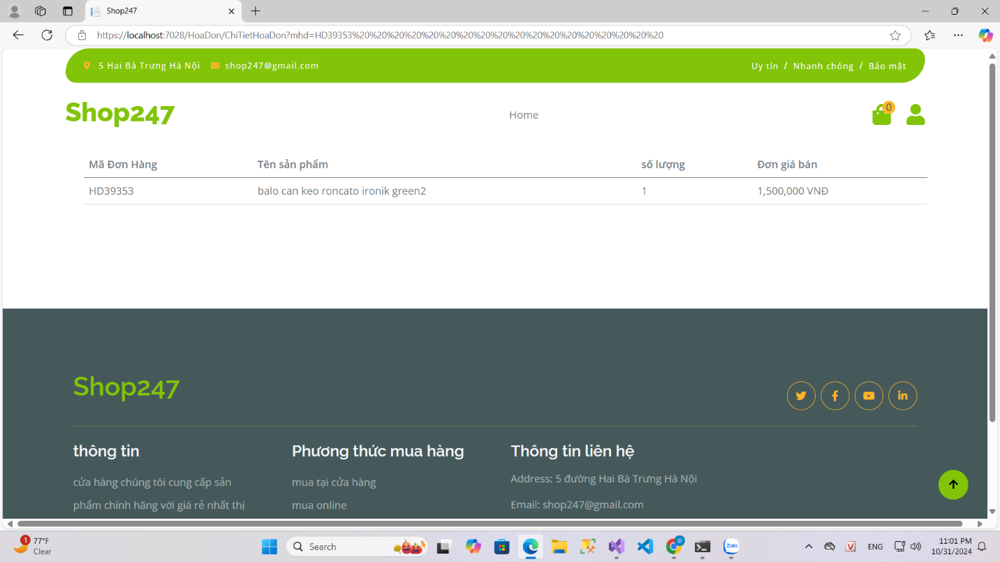 Shop247
https://localhost:7028/HoaDon/ChiTietHoaDon?mhd=HD39353%20%20%20%20%20%20%20%20%20%20%20%20%20%20%20%20%20
5 Hai Bà Trưng Hà Nội shop247@gmail.com Uy tín / Nhanh chóng / Bảo mật
Shop247 Home 0
Mã Đơn Hàng Tên sản phẩm số lượng Đơn giá bán
HD39353 balo can keo roncato ironik green2 1 1,500,000 VNĐ
Shop247
thông tin Phương thức mua hàng Thông tin liên hệ
cửa hàng chúng tôi cung cấp sản mua tại cửa hàng Address: 5 đường Hai Bà Trưng Hà Nội
phẩm chính hãng với giá rẻ nhất thị mua online Email: shop247@gmail.com
1 77°F
Clear
Search
Đ
Zalo
V
ENG
11:01 PM
10/31/2024